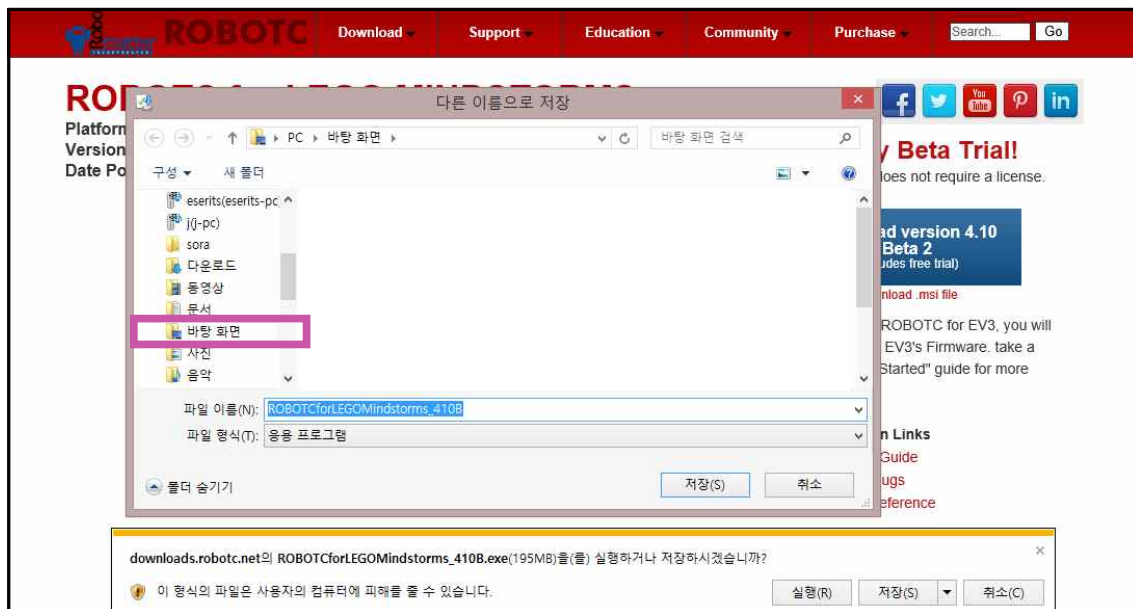 Robo
ROBOTC Download Support Education Community Purchase Search... Go
다른 이름으로 저장
Platform
Version
Date Po
PC 바탕 화면 바탕 화면 검색
You
Tube
Beta Trial!
구성 새 폴더
does not require a license.
eserits(eserits-pc
j(j-pc)
sora
다운로드
동영상
문서
바탕 화면
사진
음악
version 4.10
Beta 2
free trial)
.msi file
ROBOTC for EV3, you will
EV3's Firmware. take a
Started" guide for more
파일 이름(N): ROBOTCforLEGOMindstorms_410B
파일 형식(T): 응용 프로그램
Links
Guide
폴더 숨기기 저장(S) 취소
downloads.robotc.net의 ROBOTCforLEGOMindstorms_410B.exe(195MB)을(를) 실행하거나 저장하시겠습니까?
이 형식의 파일은 사용자의 컴퓨터에 피해를 줄 수 있습니다. 실행(R) 저장(S) 취소(C)